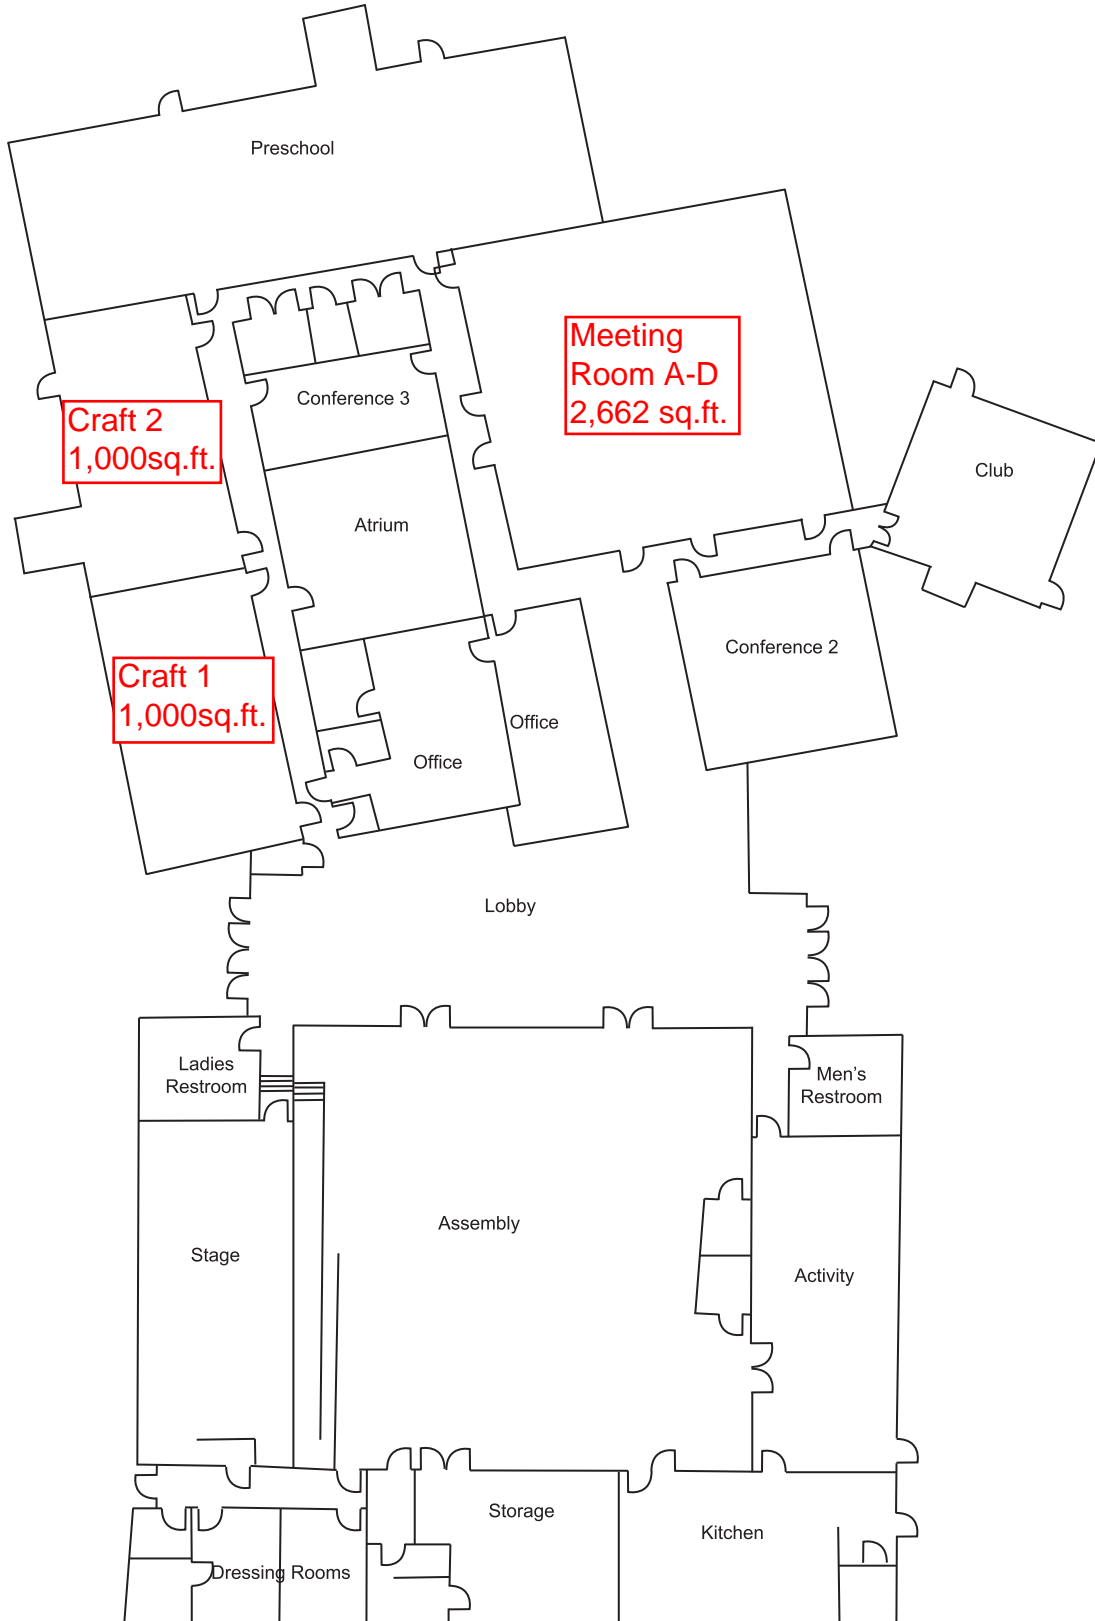 Preschool
Meeting
Room A-D
2,662 sq.ft.
Conference 3
Craft 2
1,000sq.ft.
Club
Atrium
Conference 2
Craft 1
1,000sq.ft.
Office
Office
Lobby
Ladies
Restroom
Men's
Restroom
Assembly
Stage
Activity
Storage
Kitchen
Dressing Rooms